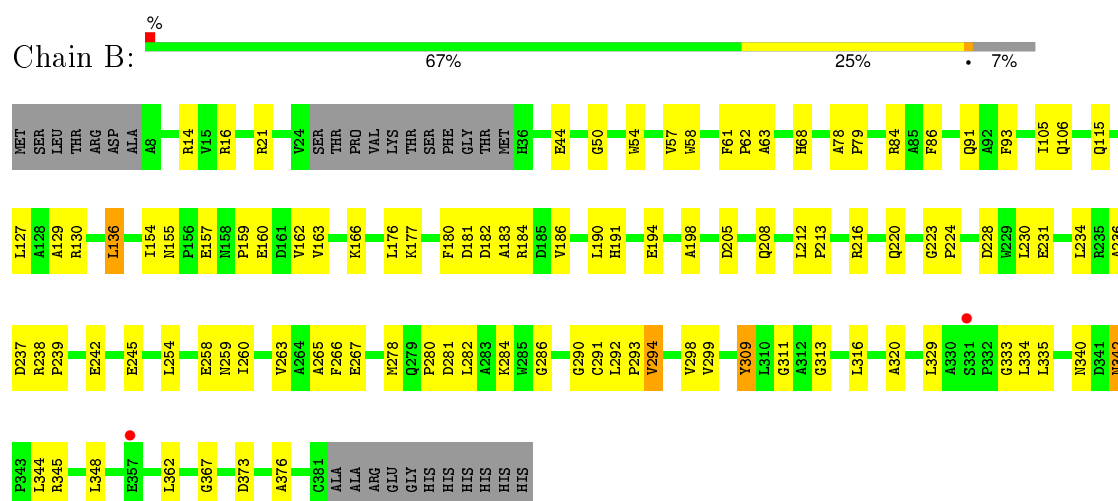 %
Chain B:
67% 25% • 7%
MET SER LEU THR ARG ASP ALA A8 R14 V15 R16 R21 V24 SER THR PRO VAL LYS THR SER PHE GLY THR MET H36 E44 G50 W54 V57 W58 F61 P62 A63 H68 A78 P79 R84 A85 F86 Q91 A92 F93 I105 Q106 Q115
L127 A128 A129 R130 L136 I154 N155 P156 E157 N158 P159 E160 D161 V162 V163 K166 L176 K177 F180 D181 D182 A183 R184 D185 V186 L190 H191 E194 A198 D205 Q208 L212 P213 R216 Q220 G223 P224 D228 W229 L230 E231 L234 R235 A236
D237 R238 P239 E242 E245 L254 E258 N259 I260 V263 A264 A265 F266 E267 M278 Q279 P280 D281 L282 A283 K284 W285 G286 G290 C291 L292 P293 V294 V298 V299 Y309 L310 G311 A312 G313 L316 A320 L329 A330 S331 P332 G333 L334 L335 N340 D341 N342
P343 L344 R345 L348 E357 L362 G367 D373 A376 C381 ALA ALA ARG GLU GLY HIS HIS HIS HIS HIS HIS